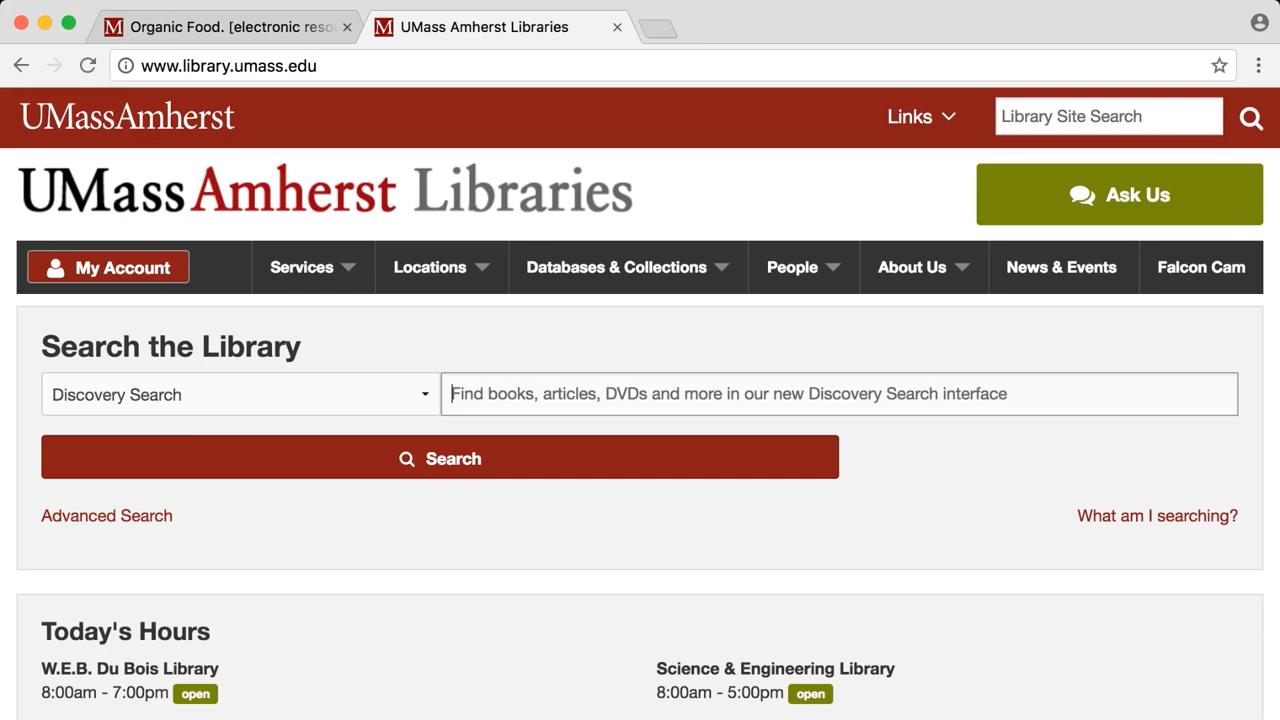 Organic Food. [electronic reso
UMass Amherst Libraries
www.library.umass.edu
UMassAmherst
Links
Library Site Search
UMassAmherst Libraries
Ask Us
My Account
Services
Locations
Databases & Collections
People
About Us
News & Events
Falcon Cam
Search the Library
Discovery Search
Find books, articles, DVDs and more in our new Discovery Search interface
Search
Advanced Search
What am I searching?
Today's Hours
W.E.B. Du Bois Library
8:00am - 7:00pm open
Science & Engineering Library
8:00am - 5:00pm open